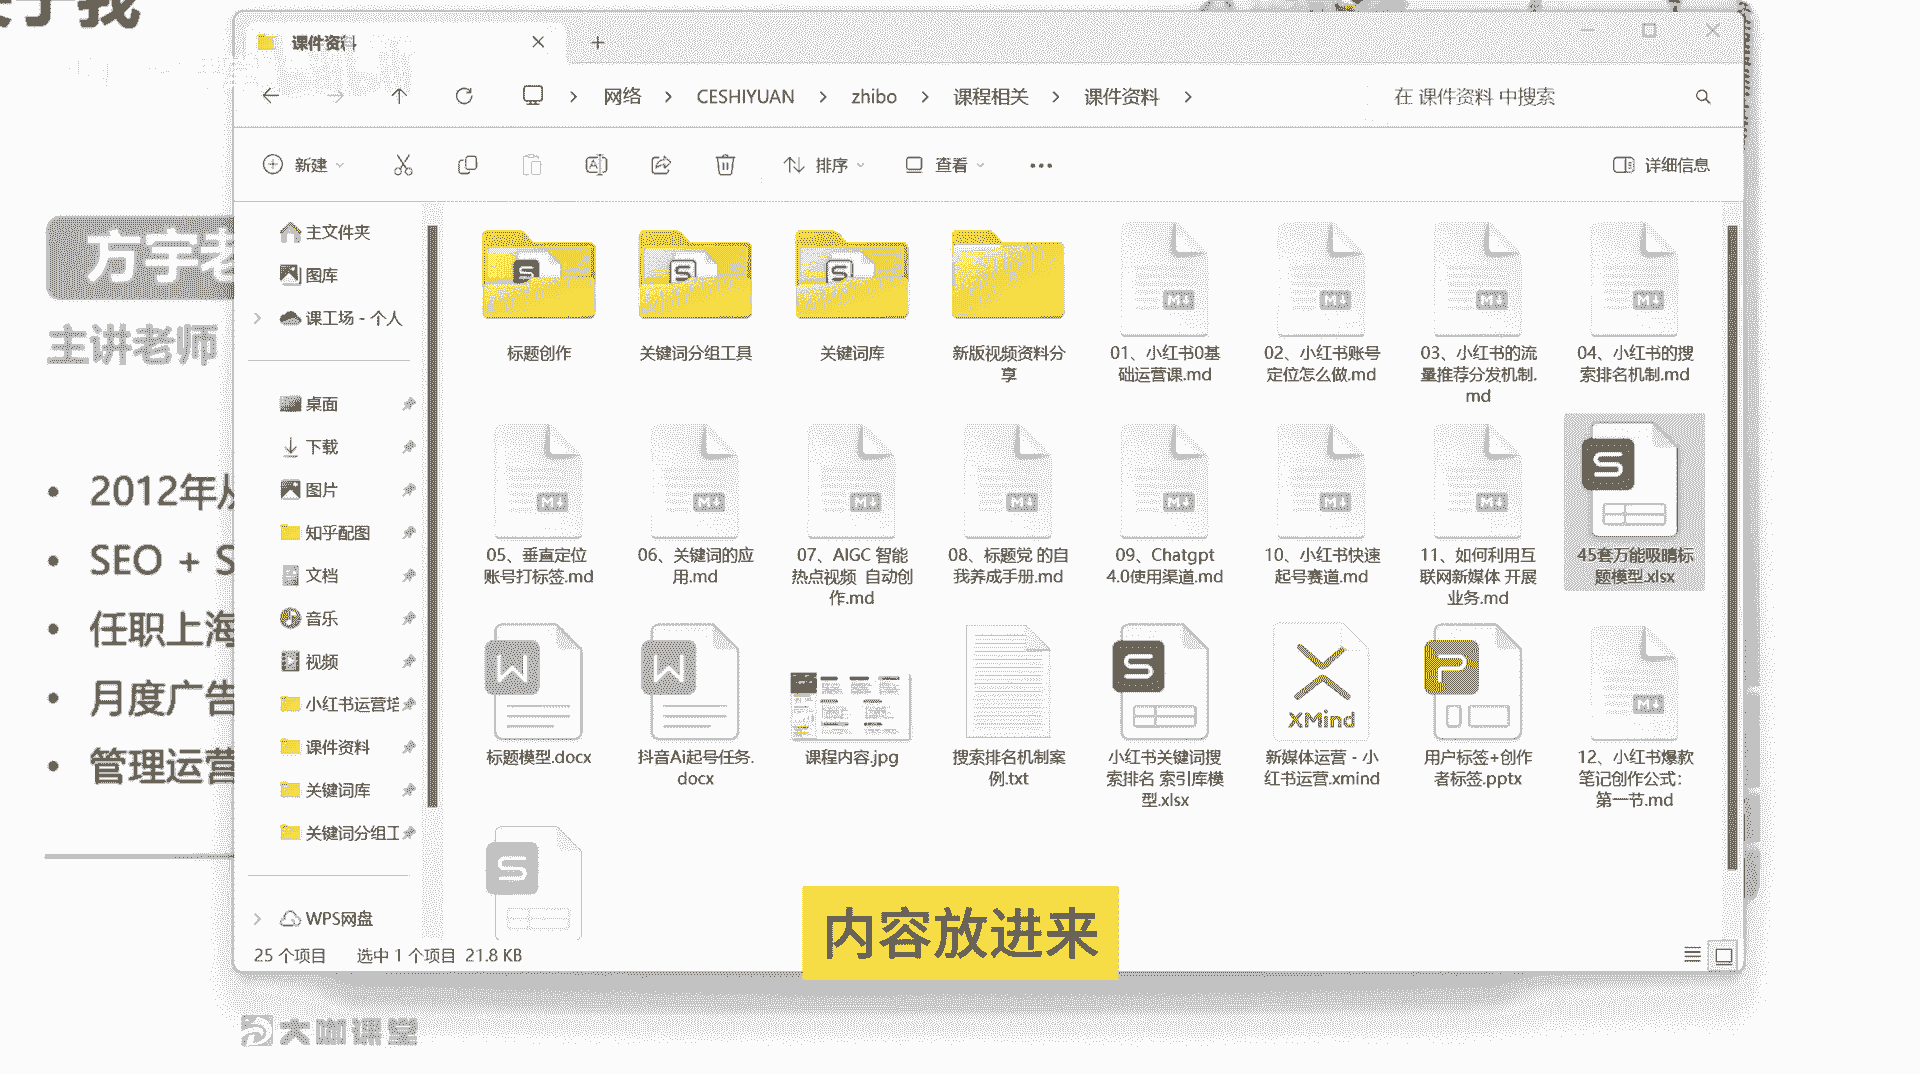 课件资料
网络 CESHIYUAN zhibo 课程相关 课件资料
在 课件资料 中搜索
新建
排序
查看
详细信息
主文件夹
图库
课工场 - 个人
桌面
下载
图片
知乎配图
文档
音乐
视频
小红书运营培
课件资料
关键词库
关键词分组工
WPS网盘
标题创作
关键词分组工具
关键词库
新版视频资料分
享
01、小红书0基
础运营课.md
02、小红书账号
定位怎么做.md
03、小红书的流
量推荐分发机制.
md
04、小红书的搜
索排名机制.md
05、垂直定位
账号打标签.md
06、关键词的应
用.md
07、AIGC 智能
热点视频 自动创
作.md
08、标题党 的自
我养成手册.md
09、Chatgpt
4.0使用渠道.md
10、小红书快速
起号赛道.md
11、如何利用互
联网新媒体 开展
业务.md
45套万能吸睛标
题模型.xlsx
标题模型.docx
抖音Ai起号任务.
docx
课程内容.jpg
搜索排名机制案
例.txt
小红书关键词搜
索排名 索引库模
型.xlsx
XMind
新媒体运营 - 小
红书运营.xmind
用户标签+创作
者标签.pptx
12、小红书爆款
笔记创作公式：
第一节.md
25 个项目 选中 1 个项目 21.8 KB
方宇老
主讲老师
2012年从
SEO + S
任职上海
月度广告
管理运营
内容放进来
大咖课堂